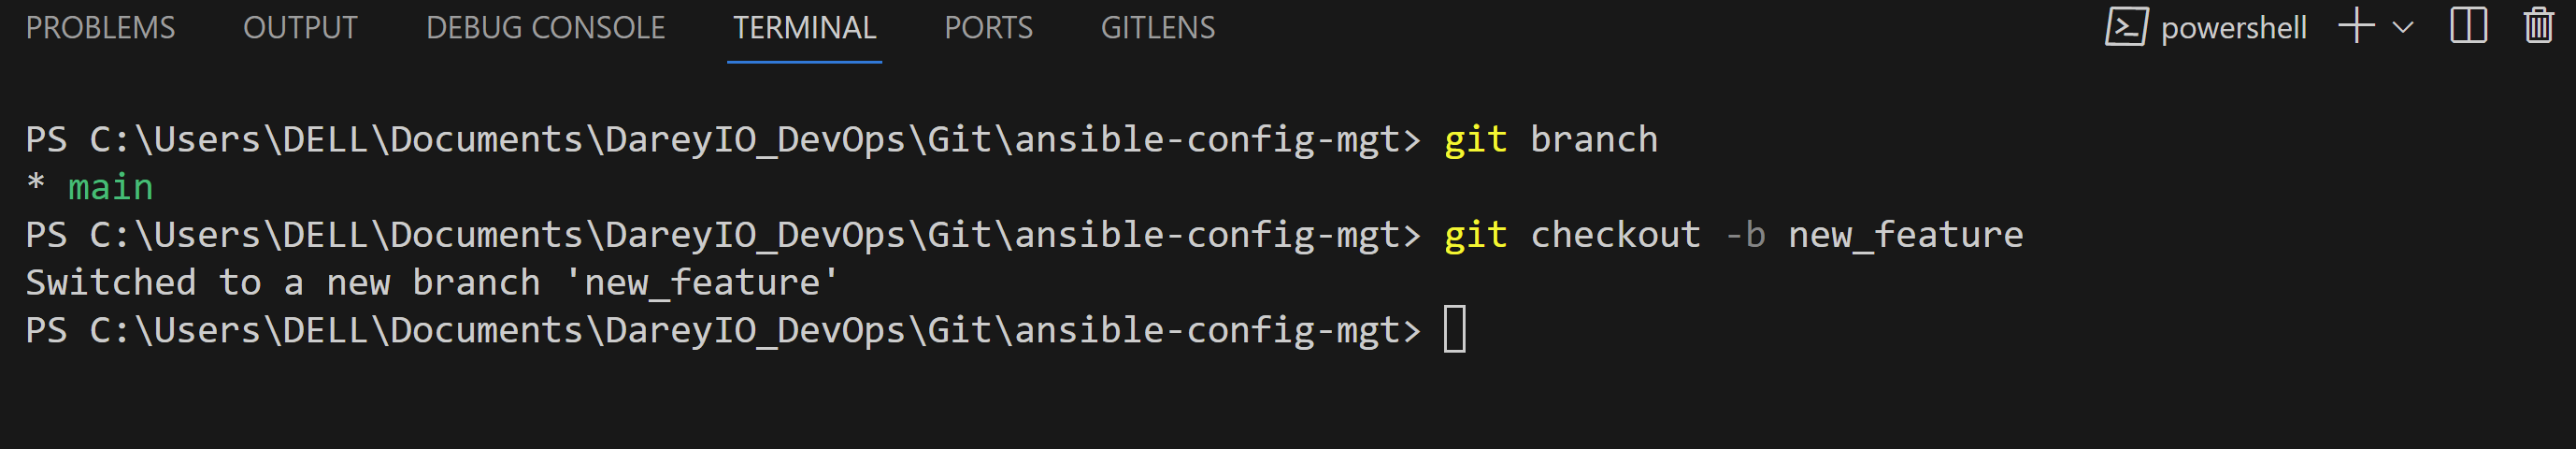 PROBLEMS OUTPUT DEBUG CONSOLE TERMINAL PORTS GITLENS powershell
PS C:\Users\DELL\Documents\DareyIO_DevOps\Git\ansible-config-mgt> git branch
* main
PS C:\Users\DELL\Documents\DareyIO_DevOps\Git\ansible-config-mgt> git checkout -b new_feature
Switched to a new branch 'new_feature'
PS C:\Users\DELL\Documents\DareyIO_DevOps\Git\ansible-config-mgt>